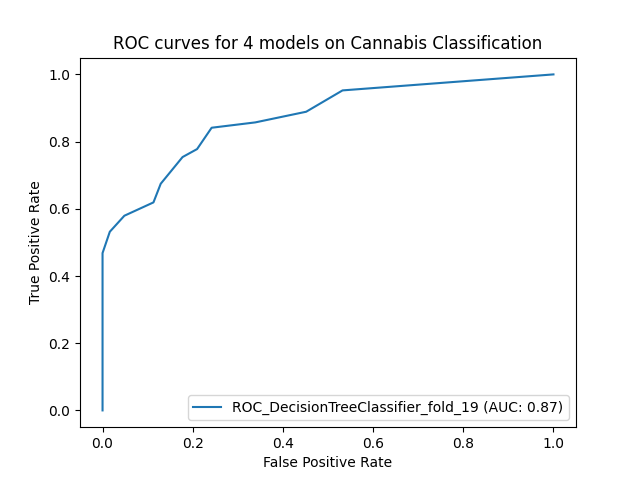 ROC curves for 4 models on Cannabis Classification
1.0
0.8
0.6
0.4
0.2
0.0
True Positive Rate
ROC_DecisionTreeClassifier_fold_19 (AUC: 0.87)
0.0 0.2 0.4 0.6 0.8 1.0
False Positive Rate